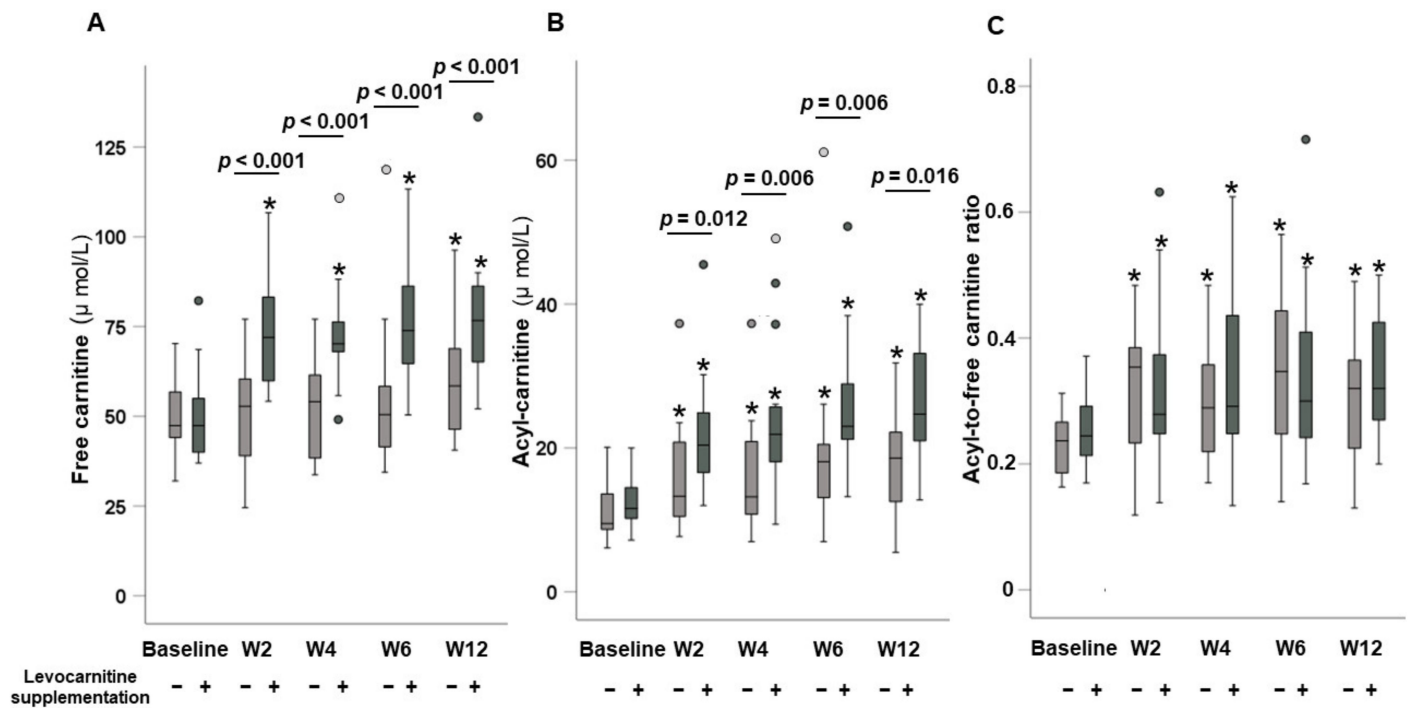 A
B
C
p < 0.001
p < 0.001
p < 0.001
p < 0.001
Free carnitine (μ mol/L)
125
100
75
50
25
0
*
*
*
*
*
p = 0.012
p = 0.006
p = 0.006
p = 0.016
Acyl-carnitine (μ mol/L)
60
40
20
0
*
*
*
*
*
*
*
*
Acyl-to-free carnitine ratio
0.8
0.6
0.4
0.2
0
*
*
*
*
*
*
*
*
Baseline W2 W4 W6 W12
Baseline W2 W4 W6 W12
Baseline W2 W4 W6 W12
Levocarnitine
supplementation
− + − + − + − + − +
− + − + − + − + − +
− + − + − + − + − +